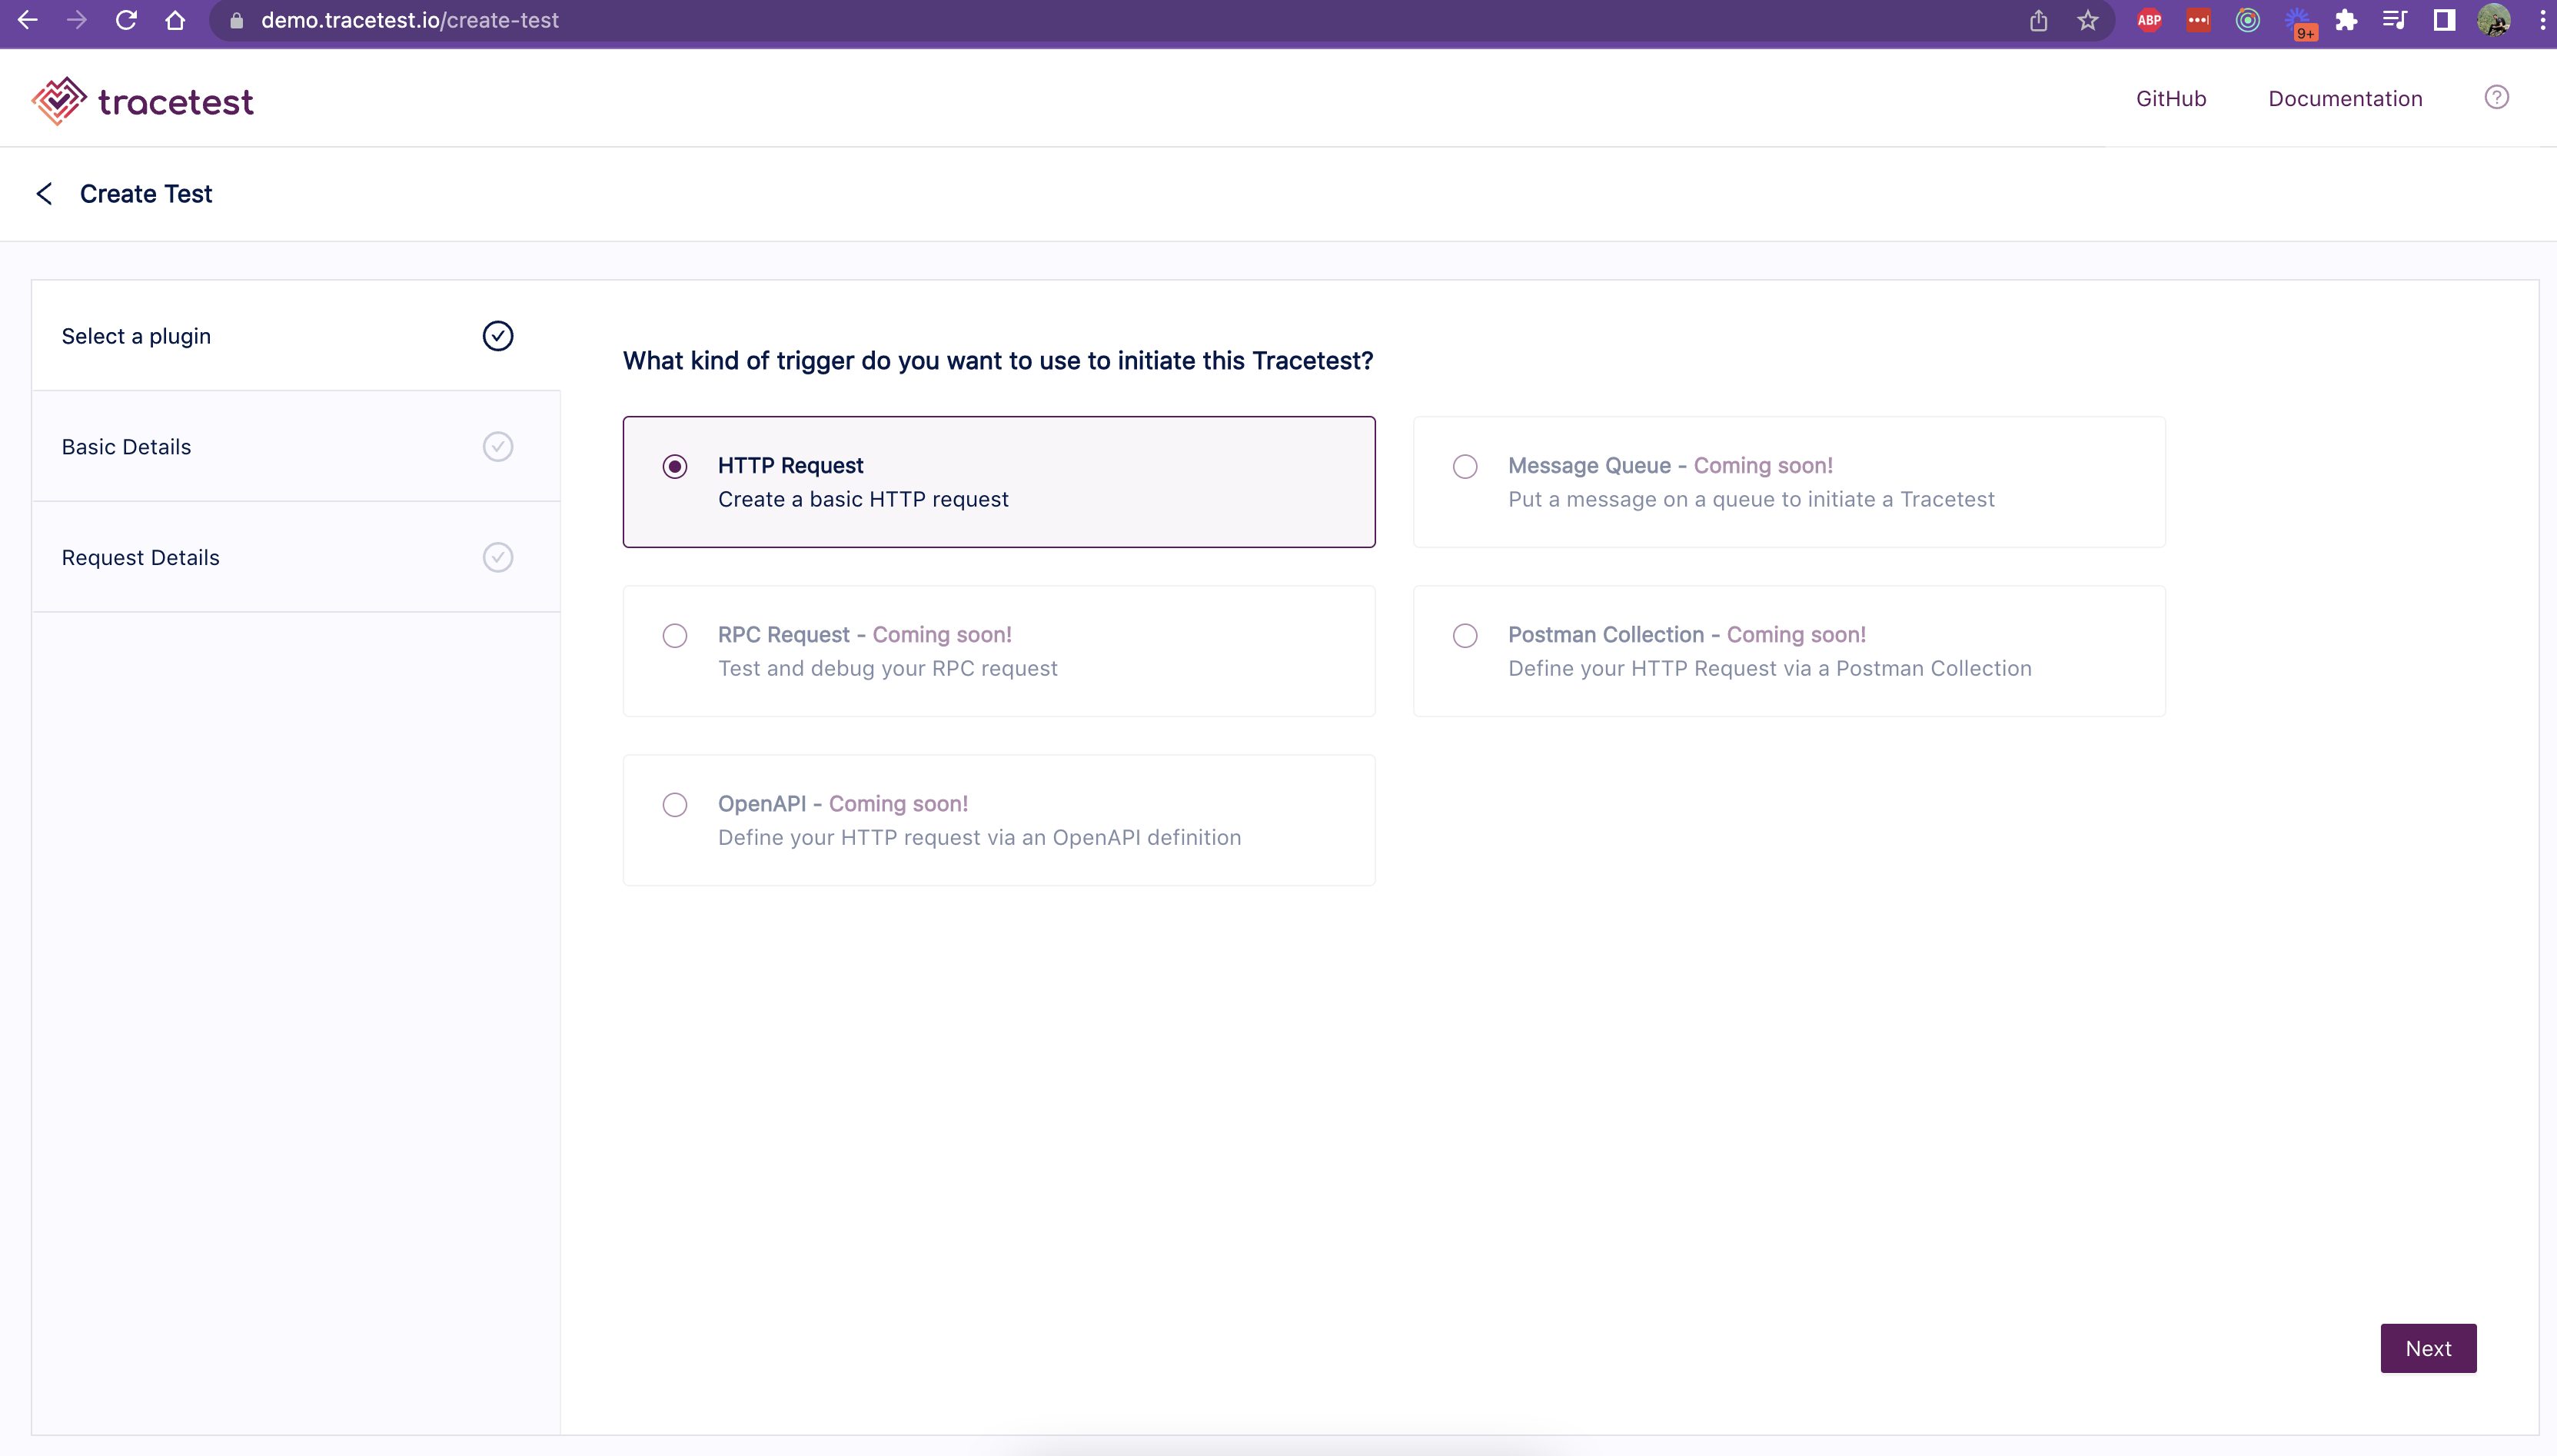 demo.tracetest.io/create-test
ABP
9+
tracetest
GitHub
Documentation
?
Create Test
Select a plugin
Basic Details
Request Details
What kind of trigger do you want to use to initiate this Tracetest?
HTTP Request
Create a basic HTTP request
Message Queue - Coming soon!
Put a message on a queue to initiate a Tracetest
RPC Request - Coming soon!
Test and debug your RPC request
Postman Collection - Coming soon!
Define your HTTP Request via a Postman Collection
OpenAPI - Coming soon!
Define your HTTP request via an OpenAPI definition
Next